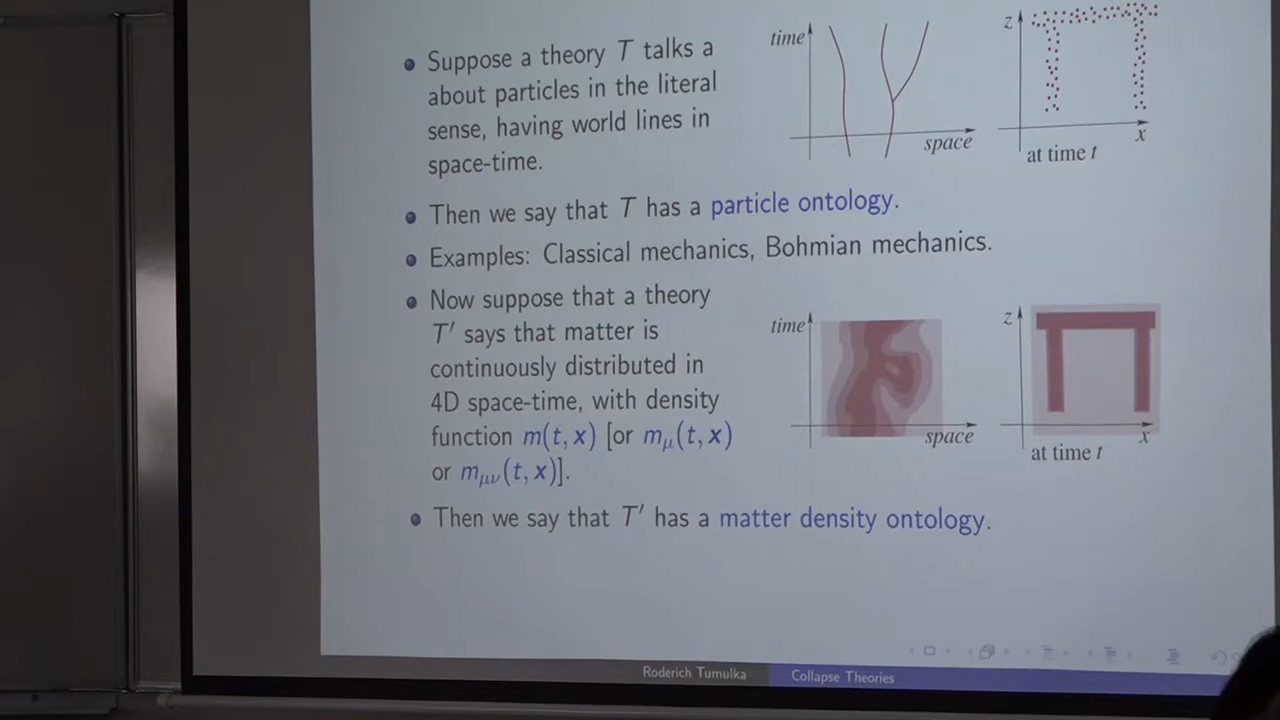 Suppose a theory T talks a
about particles in the literal
sense, having world lines in
space-time.
time
space
z
x
at time t
Then we say that T has a particle ontology.
Examples: Classical mechanics, Bohmian mechanics.
Now suppose that a theory
T′ says that matter is
continuously distributed in
4D space-time, with density
function m(t, x) [or mμ(t, x)
or mμν(t, x)].
time
space
z
x
at time t
Then we say that T′ has a matter density ontology.
Roderich Tumulka
Collapse Theories